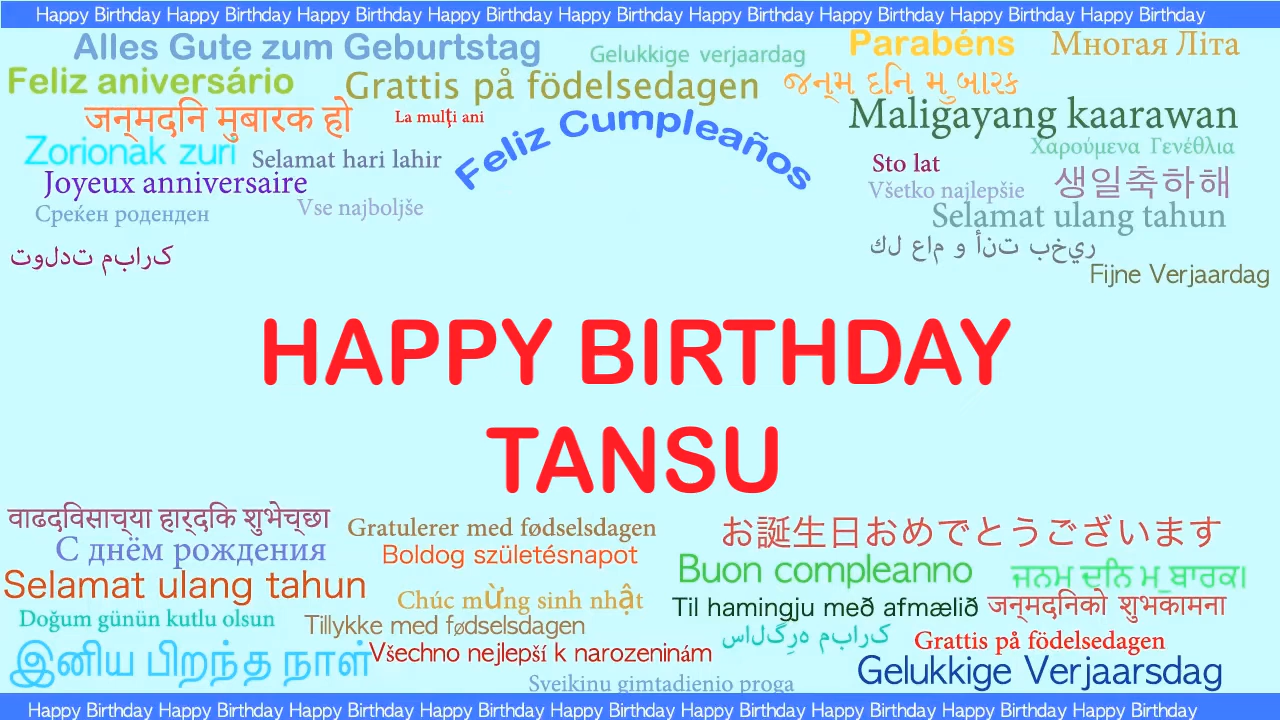 Happy Birthday Happy Birthday Happy Birthday Happy Birthday Happy Birthday Happy Birthday Happy Birthday Happy Birthday Happy Birthday
Alles Gute zum Geburtstag
Gelukkige verjaardag
Parabéns
Многая Літа
Feliz aniversário
Grattis på födelsedagen
જન્મ દિન મુ બારક
जन्मदिन मुबारक हो
La mulţi ani
Feliz Cumpleaños
Maligayang kaarawan
Zorionak zuri
Selamat hari lahir
Χαρούμενα Γενέθλια
Sto lat
Joyeux anniversaire
Všetko najlepšie
생일축하해
Среќен роденден
Vse najboljše
Selamat ulang tahun
تولدت مبارک
كل عام و أنت بخير
Fijne Verjaardag
HAPPY BIRTHDAY
TANSU
वाढदिवसाच्या हार्दिक शुभेच्छा
Gratulerer med fødselsdagen
お誕生日おめでとうございます
С днём рождения
Boldog születésnapot
Buon compleanno
ਜਨਮ ਦਿਨ ਮੁਬਾਰਕ।
Selamat ulang tahun
Chúc mừng sinh nhật
Til hamingju með afmælið
जन्मदिनको शुभकामना
Doğum günün kutlu olsun
Tillykke med fødselsdagen
سالگرہ مبارک
Grattis på födelsedagen
இனிய பிறந்த நாள்
Všechno nejlepší k narozeninám
Gelukkige Verjaarsdag
Sveikinu gimtadienio proga
Happy Birthday Happy Birthday Happy Birthday Happy Birthday Happy Birthday Happy Birthday Happy Birthday Happy Birthday Happy Birthday